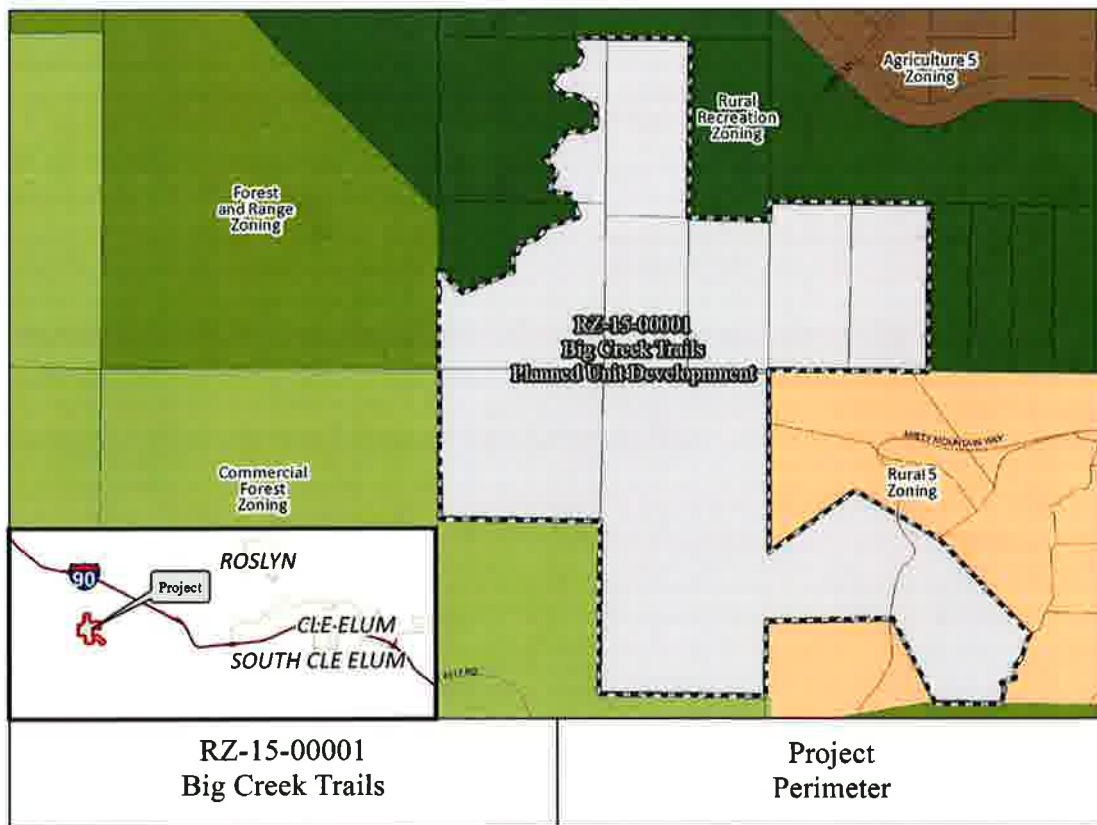 Agriculture 5
Zoning
Rural
Recreation
Zoning
Forest
and Range
Zoning
RZ-15-00001
Big Creek Trails
Planned Unit Development
MISTY MOUNTAIN WAY
Rural 5
Zoning
Commercial
Forest
Zoning
ROSLYN
90
Project
CLE ELUM
SOUTH CLE ELUM
RZ-15-00001
Big Creek Trails
Project
Perimeter